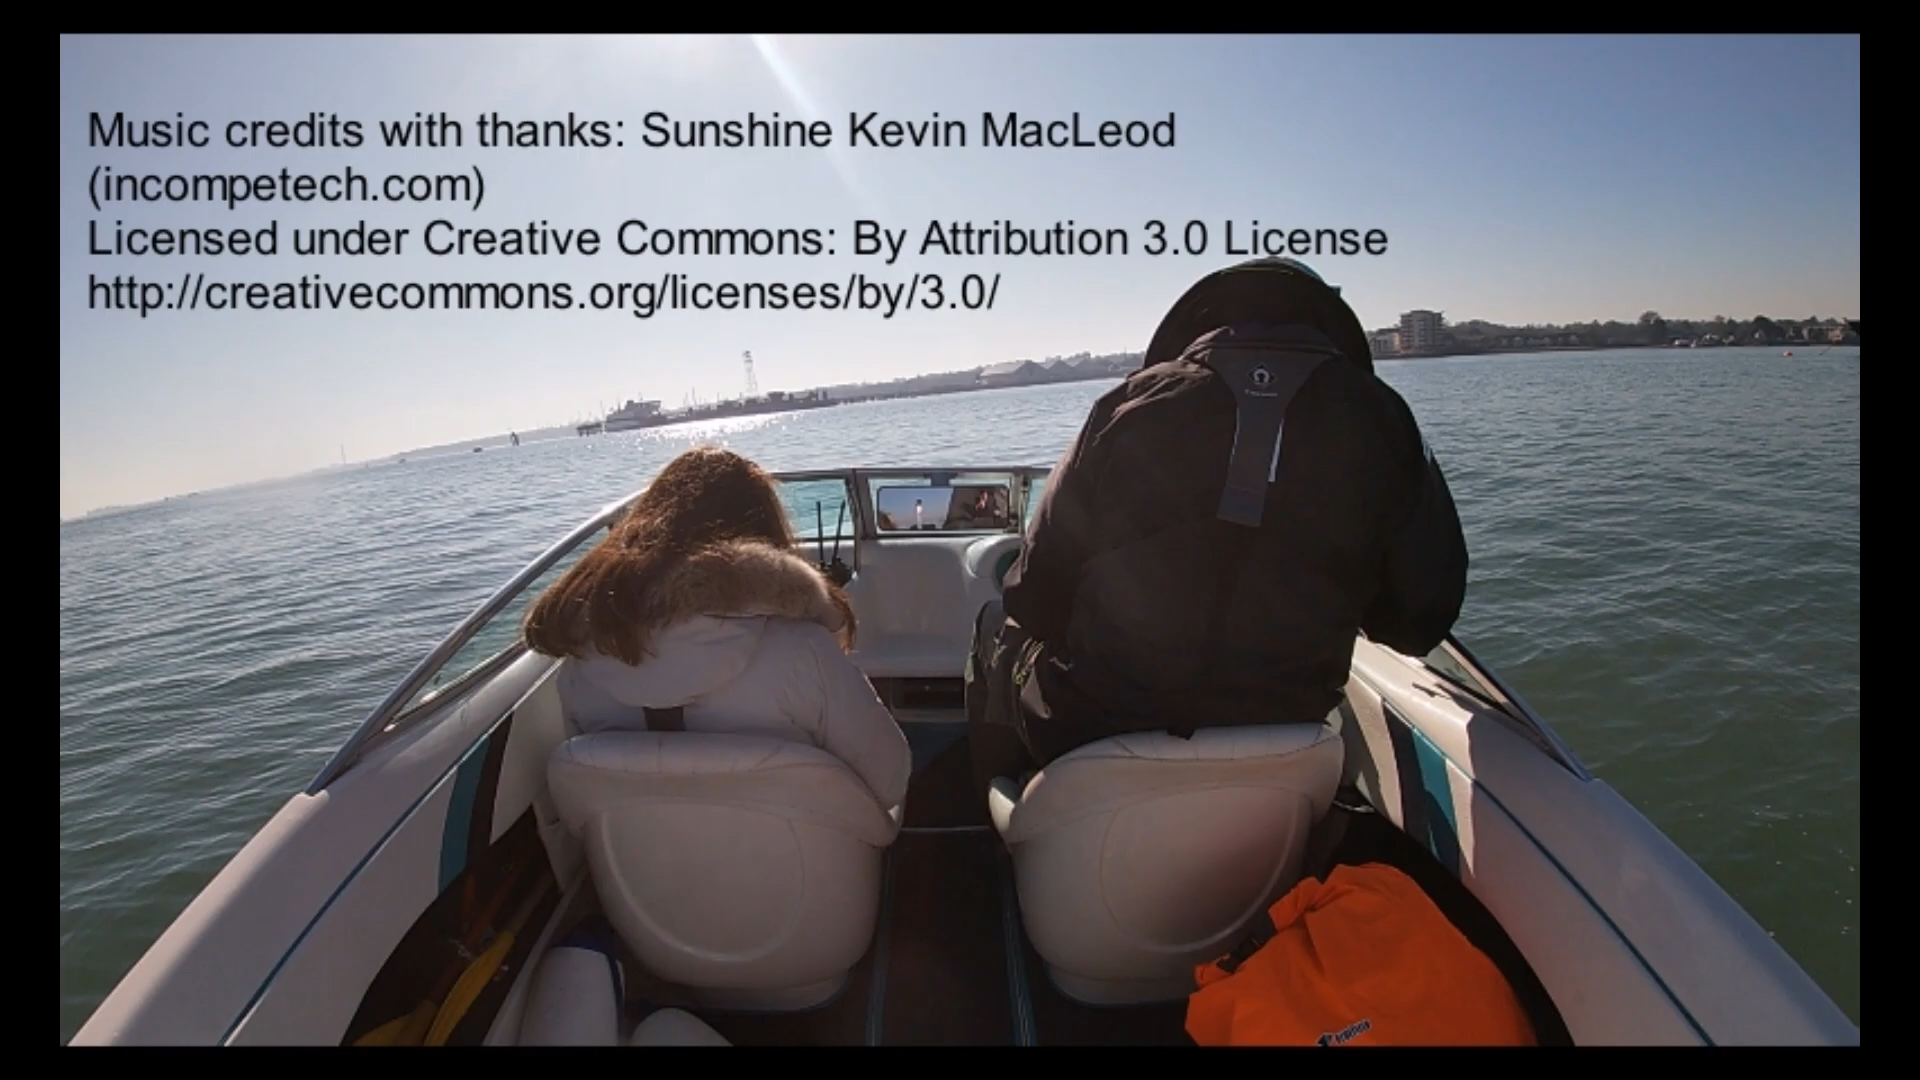 Music credits with thanks: Sunshine Kevin MacLeod
(incompetech.com)
Licensed under Creative Commons: By Attribution 3.0 License
http://creativecommons.org/licenses/by/3.0/